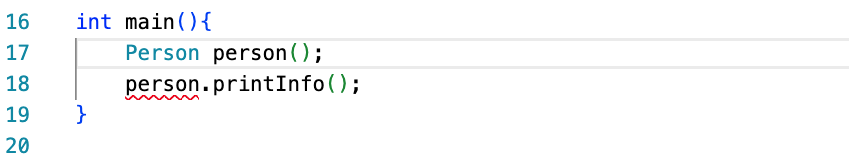 16 int main(){
17 Person person();
18 person.printInfo();
19 }
20